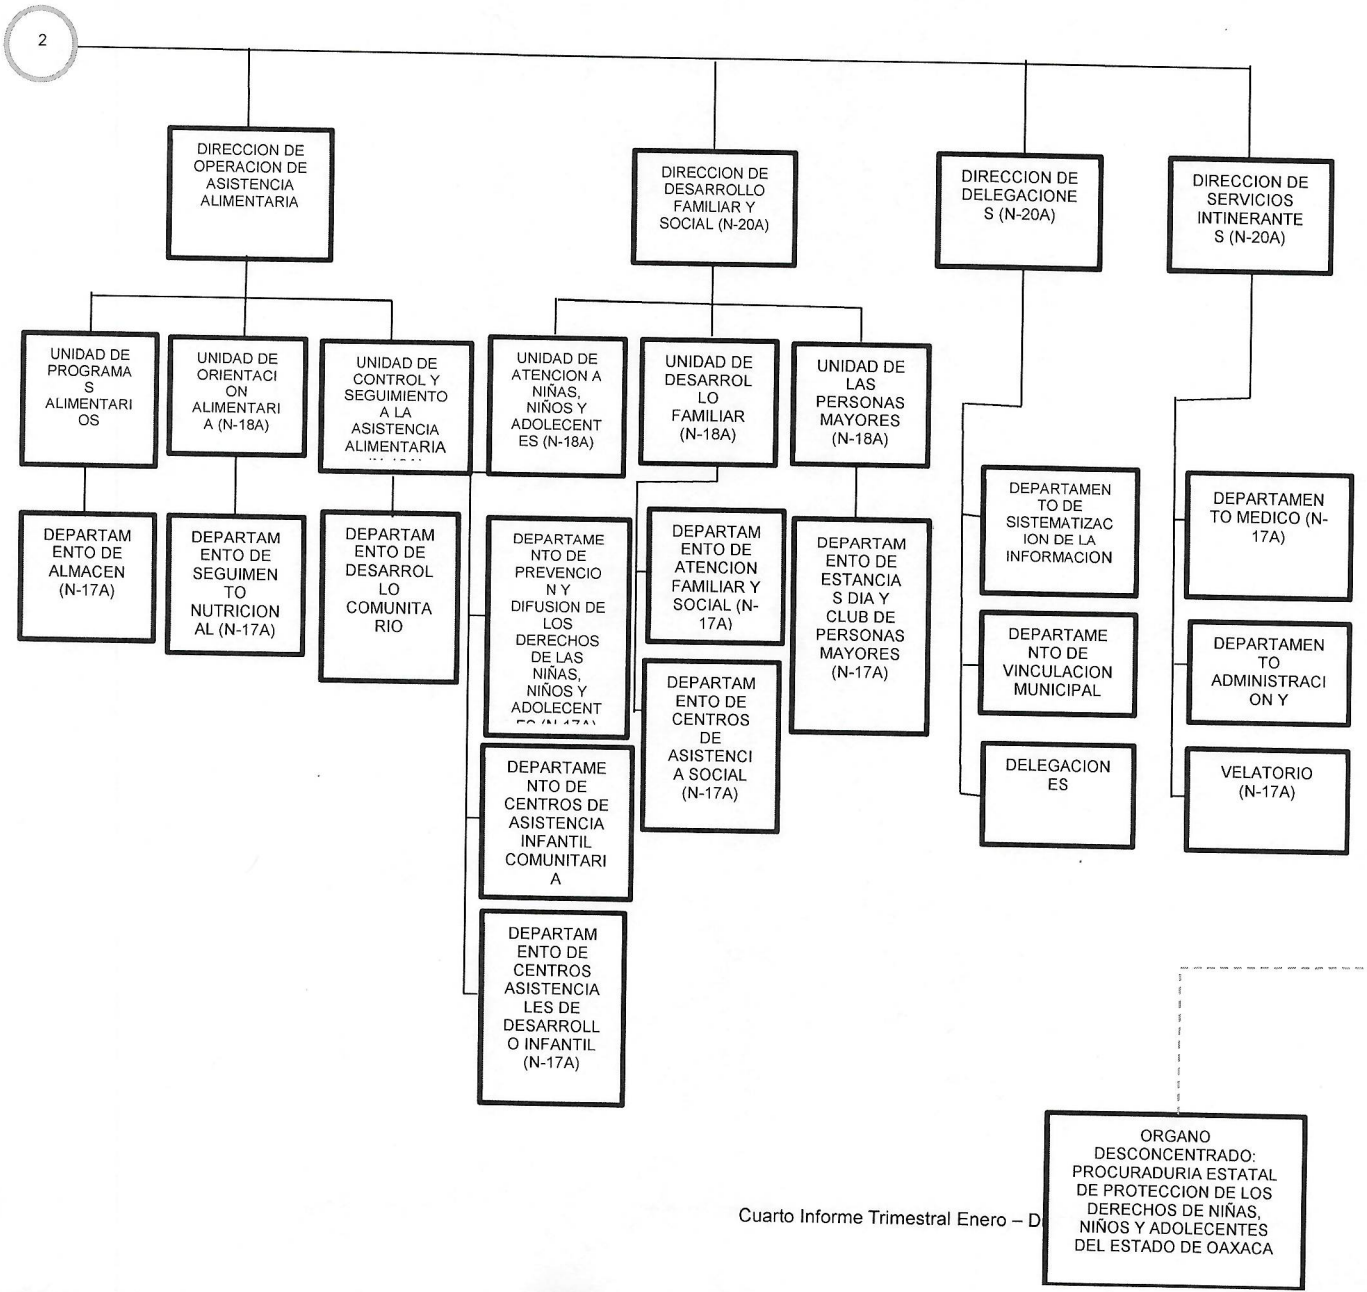 2
DIRECCION DE
OPERACION DE
ASISTENCIA
ALIMENTARIA
DIRECCION DE
DESARROLLO
FAMILIAR Y
SOCIAL (N-20A)
DIRECCION DE
DELEGACIONE
S (N-20A)
DIRECCION DE
SERVICIOS
INTINERANTE
S (N-20A)
UNIDAD DE
PROGRAMA
S
ALIMENTARI
OS
UNIDAD DE
ORIENTACI
ON
ALIMENTARI
A (N-18A)
UNIDAD DE
CONTROL Y
SEGUIMIENTO
A LA
ASISTENCIA
ALIMENTARIA
UNIDAD DE
ATENCION A
NIÑAS,
NIÑOS Y
ADOLECENT
ES (N-18A)
UNIDAD DE
DESARROL
LO
FAMILIAR
(N-18A)
UNIDAD DE
LAS
PERSONAS
MAYORES
(N-18A)
DEPARTAM
ENTO DE
ALMACEN
(N-17A)
DEPARTAM
ENTO DE
SEGUIMEN
TO
NUTRICION
AL (N-17A)
DEPARTAM
ENTO DE
DESARROL
LO
COMUNITA
RIO
DEPARTAME
NTO DE
PREVENCIO
N Y
DIFUSION DE
LOS
DERECHOS
DE LAS
NIÑAS,
NIÑOS Y
ADOLECENT
ES (N-17A)
DEPARTAME
NTO DE
CENTROS DE
ASISTENCIA
INFANTIL
COMUNITARI
A
DEPARTAM
ENTO DE
CENTROS
ASISTENCIA
LES DE
DESARROLL
O INFANTIL
(N-17A)
DEPARTAM
ENTO DE
ATENCION
FAMILIAR Y
SOCIAL (N-
17A)
DEPARTAM
ENTO DE
CENTROS
DE
ASISTENCI
A SOCIAL
(N-17A)
DEPARTAM
ENTO DE
ESTANCIA
S DIA Y
CLUB DE
PERSONAS
MAYORES
(N-17A)
DEPARTAMEN
TO DE
SISTEMATIZAC
ION DE LA
INFORMACION
DEPARTAME
NTO DE
VINCULACION
MUNICIPAL
DELEGACION
ES
DEPARTAMEN
TO MEDICO (N-
17A)
DEPARTAMEN
TO
ADMINISTRACI
ON Y
VELATORIO
(N-17A)
ORGANO
DESCONCENTRADO:
PROCURADURIA ESTATAL
DE PROTECCION DE LOS
DERECHOS DE NIÑAS,
NIÑOS Y ADOLECENTES
DEL ESTADO DE OAXACA
Cuarto Informe Trimestral Enero – D